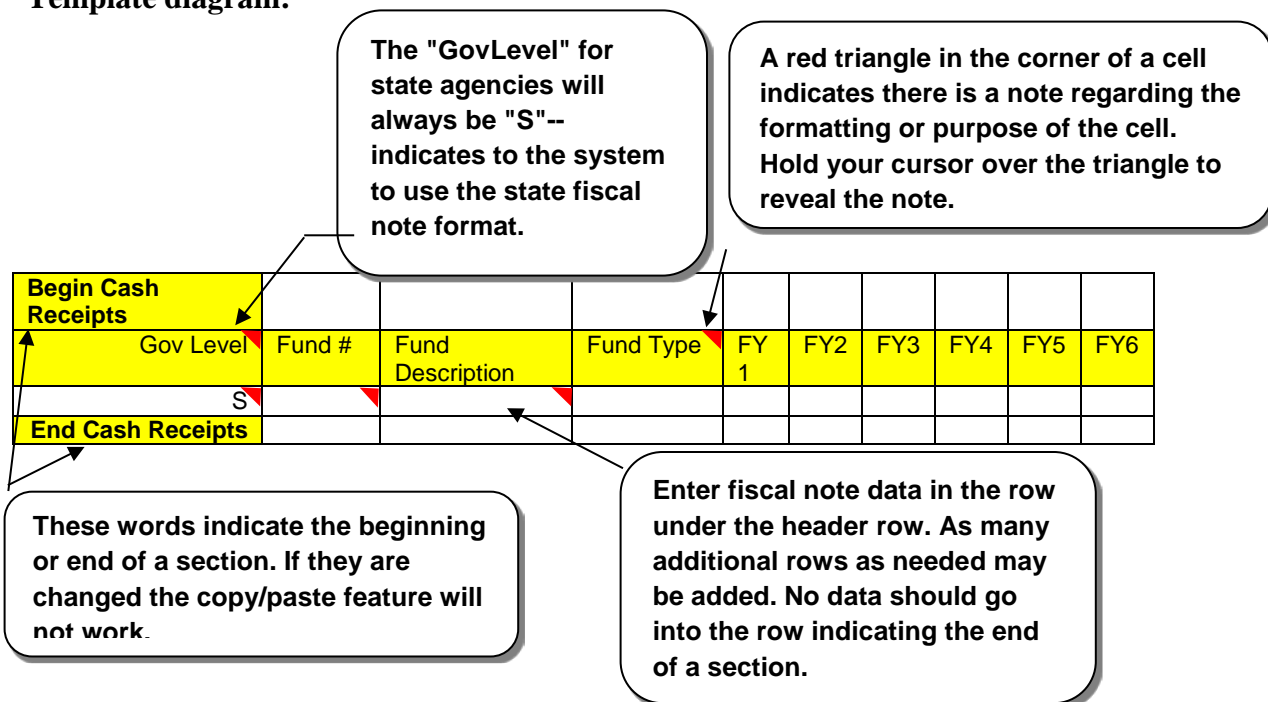 Template diagram:
The "GovLevel" for
state agencies will
always be "S"--
indicates to the system
to use the state fiscal
note format.
A red triangle in the corner of a cell
indicates there is a note regarding the
formatting or purpose of the cell.
Hold your cursor over the triangle to
reveal the note.
Begin Cash
Receipts
Gov Level Fund # Fund Description Fund Type FY 1 FY2 FY3 FY4 FY5 FY6
S
End Cash Receipts
These words indicate the beginning
or end of a section. If they are
changed the copy/paste feature will
not work.
Enter fiscal note data in the row
under the header row. As many
additional rows as needed may
be added. No data should go
into the row indicating the end
of a section.